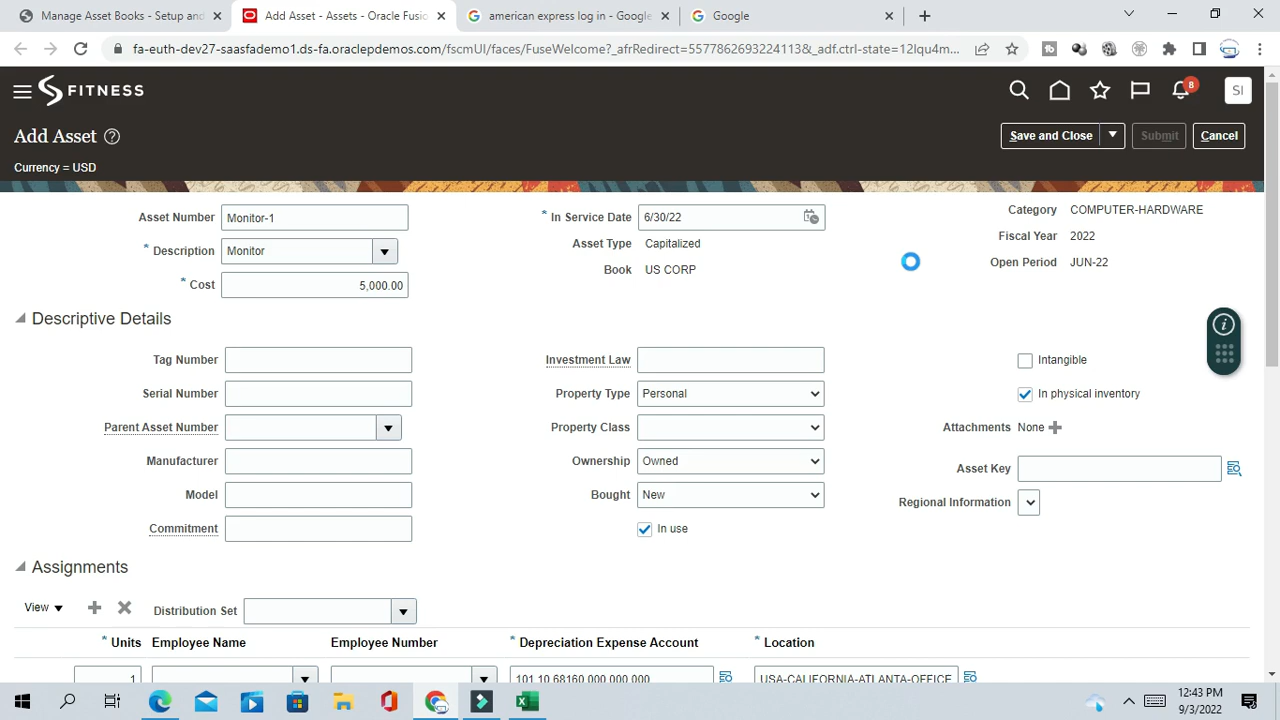 Manage Asset Books - Setup and
Add Asset - Assets - Oracle Fusi
american express log in - Google
Google
fa-euth-dev27-saasfademo1.ds-fa.oraclepdemos.com/fscmUI/faces/FuseWelcome?_afrRedirect=5577862693224113&_adf.ctrl-state=12lqu4m...
FITNESS
8
SI
Add Asset
Save and Close
Submit
Cancel
Currency = USD
Asset Number Monitor-1
* In Service Date 6/30/22
Category COMPUTER-HARDWARE
* Description Monitor
Asset Type Capitalized
Fiscal Year 2022
* Cost 5,000.00
Book US CORP
Open Period JUN-22
Descriptive Details
Tag Number
Investment Law
Intangible
Serial Number
Property Type Personal
In physical inventory
Parent Asset Number
Property Class
Attachments None
Manufacturer
Ownership Owned
Asset Key
Model
Bought New
Regional Information
Commitment
In use
Assignments
View
Distribution Set
* Units Employee Name Employee Number * Depreciation Expense Account * Location
1 101.10.68160.000.000.000 USA-CALIFORNIA-ATLANTA-OFFICE
12:43 PM
9/3/2022